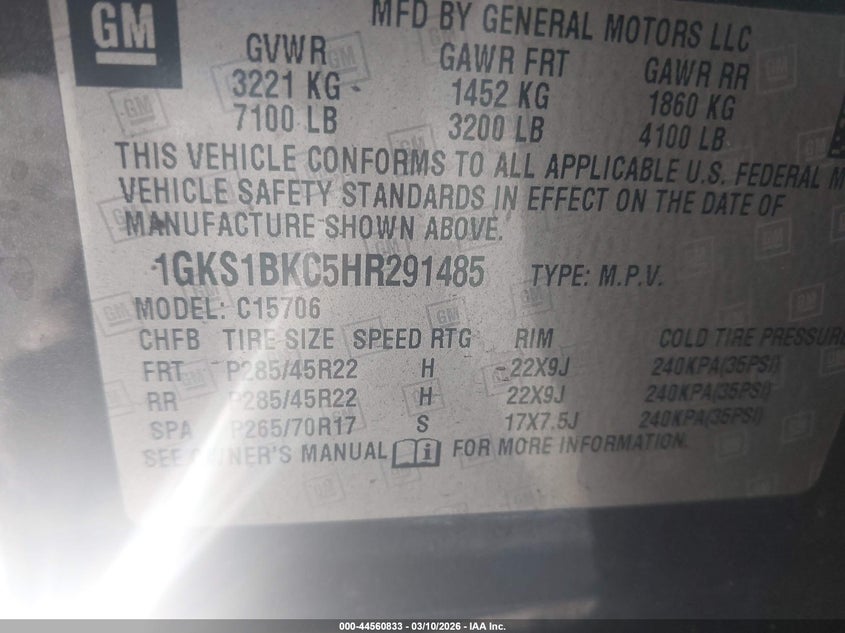 GM
MFD BY GENERAL MOTORS LLC
GVWR GAWR FRT GAWR RR
3221 KG 1452 KG 1860 KG
7100 LB 3200 LB 4100 LB
THIS VEHICLE CONFORMS TO ALL APPLICABLE U.S. FEDERAL M
VEHICLE SAFETY STANDARDS IN EFFECT ON THE DATE OF
MANUFACTURE SHOWN ABOVE.
1GKS1BKC5HR291485 TYPE: M.P.V.
MODEL: C15706
CHFB TIRE SIZE SPEED RTG RIM COLD TIRE PRESSURE
FRT P285/45R22 H 22X9J 240KPA(35PSI)
RR P285/45R22 H 22X9J 240KPA(35PSI)
SPA P265/70R17 S 17X7.5J 240KPA(35PSI)
SEE OWNER'S MANUAL i FOR MORE INFORMATION.
000-44560833 - 03/10/2026 - IAA Inc.